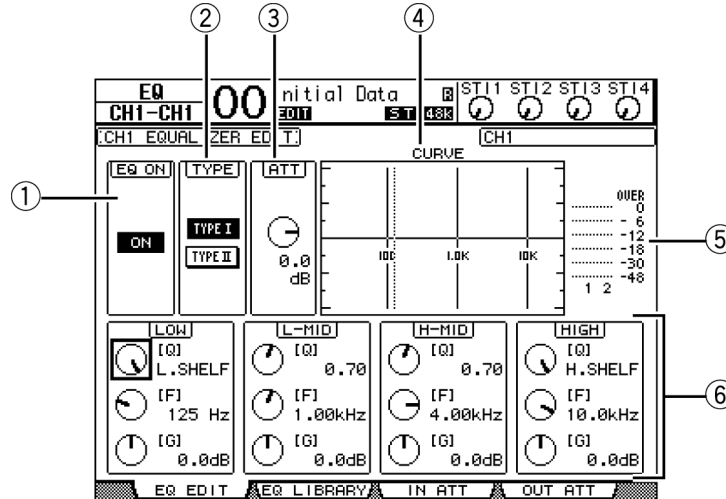 ② ③ ④
EQ
CH1-CH1
00
nitial Data R
EDIT ST 48K
STI1 STI2 STI3 STI4
CH1 EQUAL ZER ED T
CH1
CURVE
①
EQ ON
ON
TYPE
TYPE I
TYPE II
ATT
0.0
dB
100 1.0K 10K
OVER
0
- 6
-12
-18
-30
-48
1 2
⑤
LOW
[Q]
L.SHELF
[F]
125 Hz
[G]
0.0dB
L-MID
[Q]
0.70
[F]
1.00kHz
[G]
0.0dB
H-MID
[Q]
0.70
[F]
4.00kHz
[G]
0.0dB
HIGH
[Q]
H.SHELF
[F]
10.0kHz
[G]
0.0dB
⑥
EQ EDIT EQ LIBRARY IN ATT OUT ATT